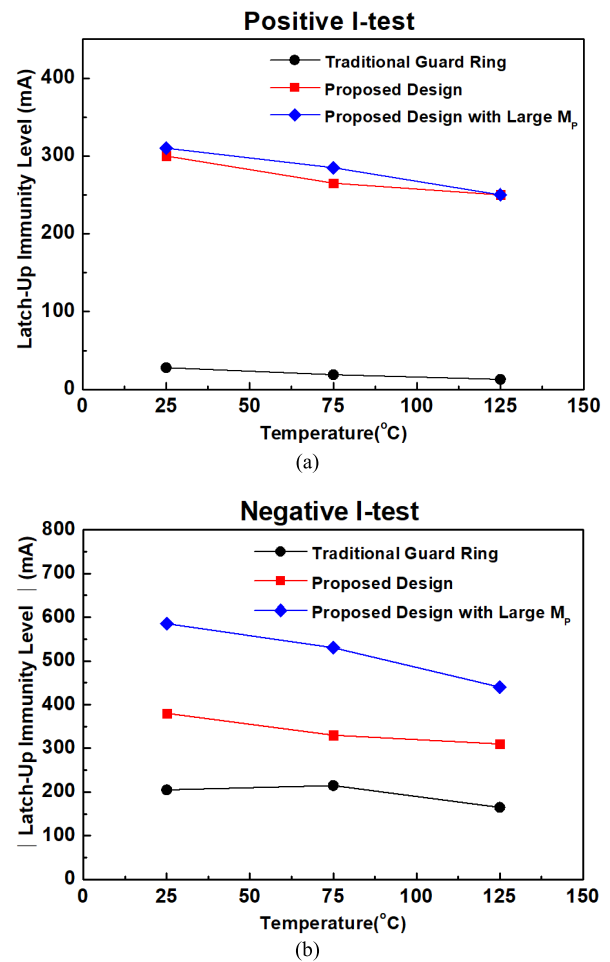 Positive I-test
Traditional Guard Ring
Proposed Design
Proposed Design with Large MP
Latch-Up Immunity Level (mA)
400
300
200
100
0
0 25 50 75 100 125 150
Temperature(oC)
(a)
Negative I-test
Traditional Guard Ring
Proposed Design
Proposed Design with Large MP
| Latch-Up Immunity Level | (mA)
800
700
600
500
400
300
200
100
0
0 25 50 75 100 125 150
Temperature(oC)
(b)